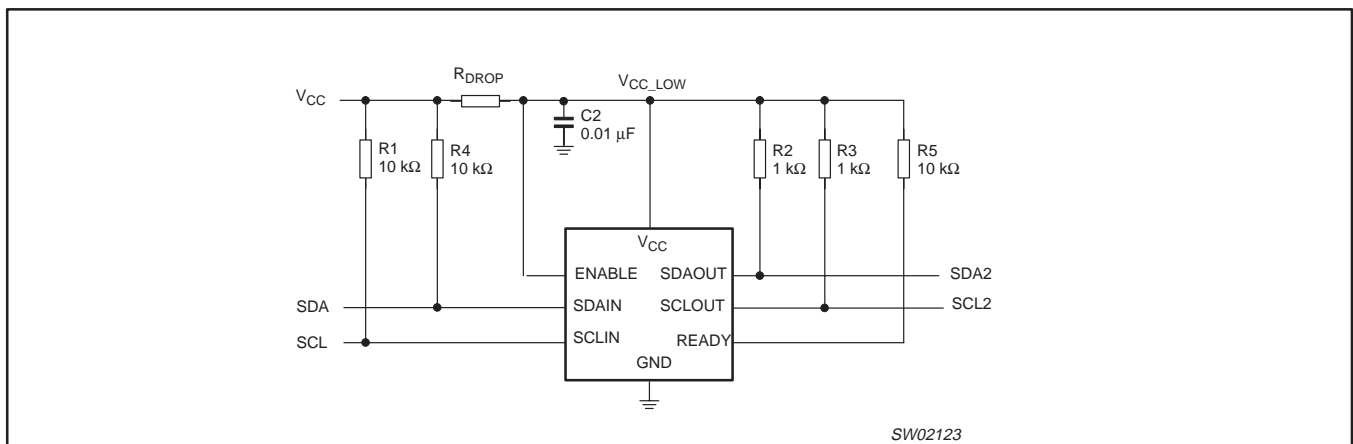 RDROP
VCC
VCC_LOW
C2
0.01 μF
R1
10 kΩ
R4
10 kΩ
R2
1 kΩ
R3
1 kΩ
R5
10 kΩ
VCC
ENABLE
SDAOUT
SDA2
SDA
SDAIN
SCLOUT
SCL2
SCL
SCLIN
READY
GND
SW02123